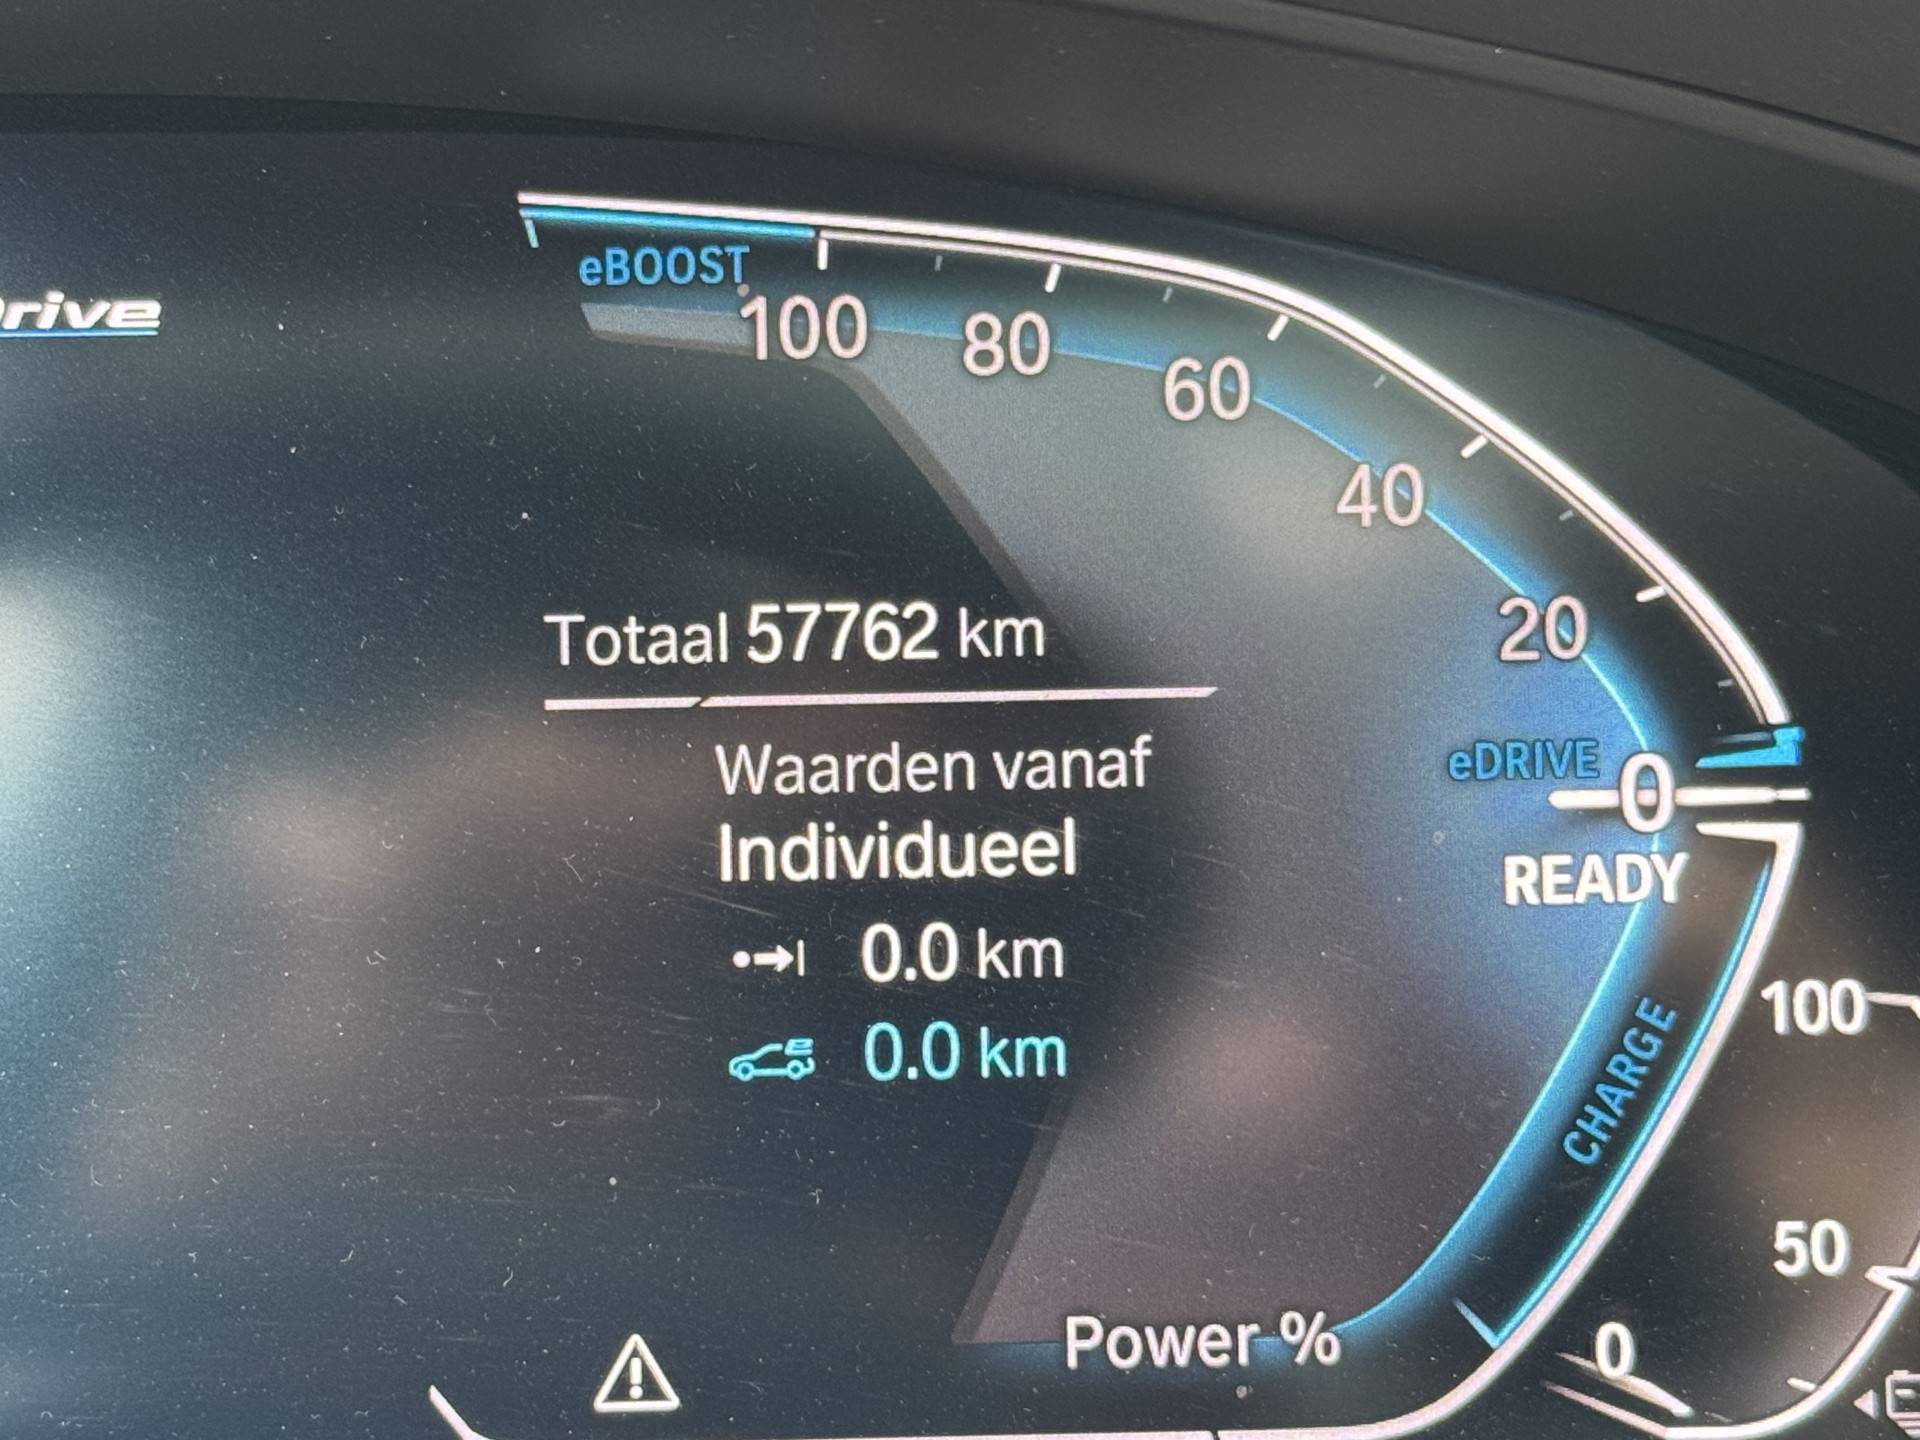 eBOOST
100
80
60
40
20
Totaal 57762 km
Waarden vanaf
eDRIVE
0
Individueel
READY
0.0 km
100
0.0 km
CHARGE
50
Power %
0